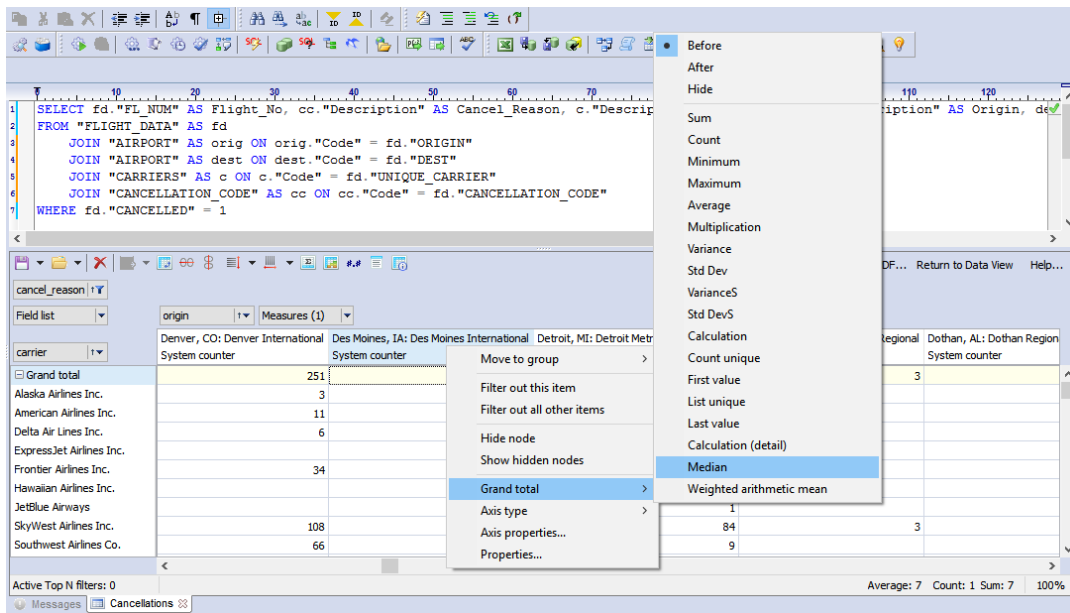 10 20 30 40 50 60 70 110 120
1 SELECT fd."FL_NUM" AS Flight_No, cc."Description" AS Cancel_Reason, c."Descrip
ription" AS Origin, de
2 FROM "FLIGHT_DATA" AS fd
3 JOIN "AIRPORT" AS orig ON orig."Code" = fd."ORIGIN"
4 JOIN "AIRPORT" AS dest ON dest."Code" = fd."DEST"
5 JOIN "CARRIERS" AS c ON c."Code" = fd."UNIQUE_CARRIER"
6 JOIN "CANCELLATION_CODE" AS cc ON cc."Code" = fd."CANCELLATION_CODE"
7 WHERE fd."CANCELLED" = 1
DF... Return to Data View Help...
cancel_reason
Field list origin Measures (1)
Denver, CO: Denver International Des Moines, IA: Des Moines International Detroit, MI: Detroit Metr
Regional Dothan, AL: Dothan Region
carrier System counter System counter System counter
Grand total 251 3
Alaska Airlines Inc. 3
American Airlines Inc. 11
Delta Air Lines Inc. 6
ExpressJet Airlines Inc.
Frontier Airlines Inc. 34
Hawaiian Airlines Inc.
JetBlue Airways 1
SkyWest Airlines Inc. 108 84 3
Southwest Airlines Co. 66 9
Move to group
Filter out this item
Filter out all other items
Hide node
Show hidden nodes
Grand total
Axis type
Axis properties...
Properties...
Before
After
Hide
Sum
Count
Minimum
Maximum
Average
Multiplication
Variance
Std Dev
VarianceS
Std DevS
Calculation
Count unique
First value
List unique
Last value
Calculation (detail)
Median
Weighted arithmetic mean
Active Top N filters: 0 Average: 7 Count: 1 Sum: 7 100%
Messages Cancellations